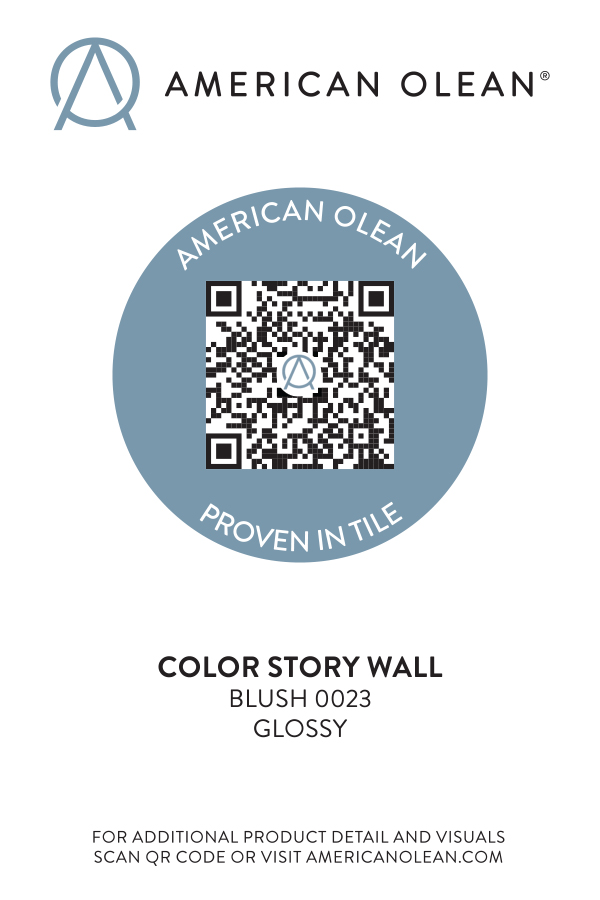 AMERICAN OLEAN®
AMERICAN OLEAN
PROVEN IN TILE
COLOR STORY WALL
BLUSH 0023
GLOSSY
FOR ADDITIONAL PRODUCT DETAIL AND VISUALS
SCAN QR CODE OR VISIT AMERICANOLEAN.COM